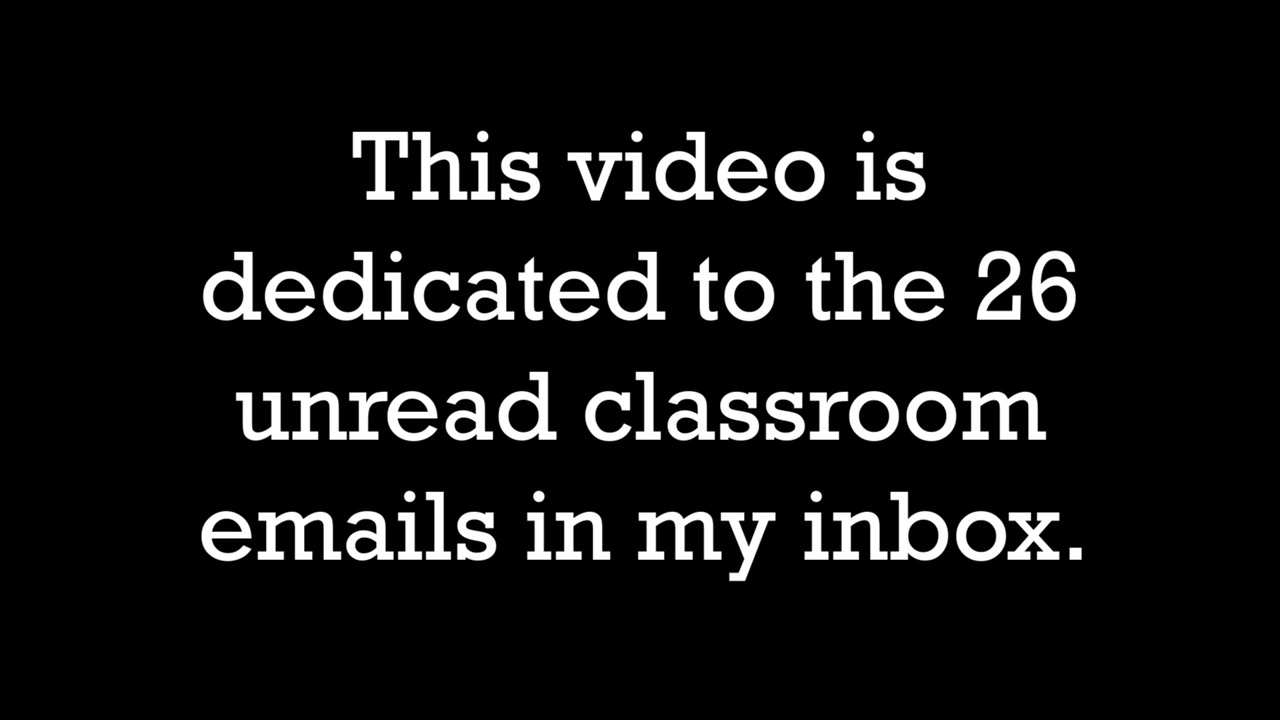 This video is
dedicated to the 26
unread classroom
emails in my inbox.